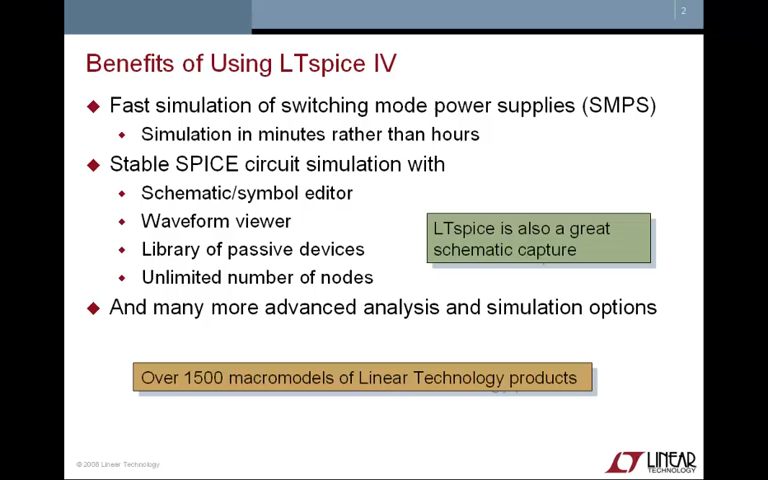 2
Benefits of Using LTspice IV
Fast simulation of switching mode power supplies (SMPS)
Simulation in minutes rather than hours
Stable SPICE circuit simulation with
Schematic/symbol editor
Waveform viewer
Library of passive devices
Unlimited number of nodes
LTspice is also a great
schematic capture
And many more advanced analysis and simulation options
Over 1500 macromodels of Linear Technology products
© 2008 Linear Technology
LINEAR
TECHNOLOGY